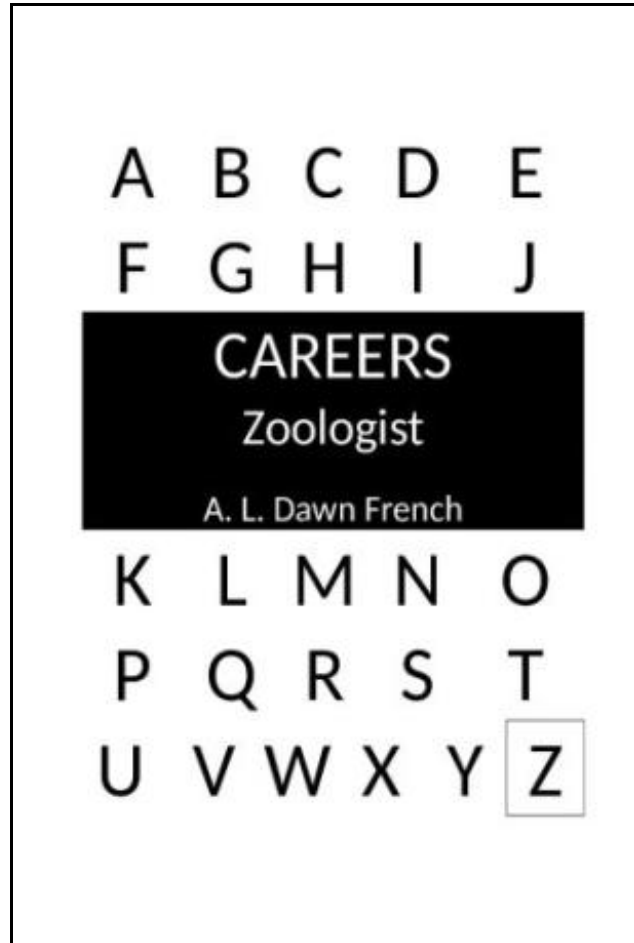 A B C D E
F G H I J
CAREERS
Zoologist
A. L. Dawn French
K L M N O
P Q R S T
U V W X Y Z